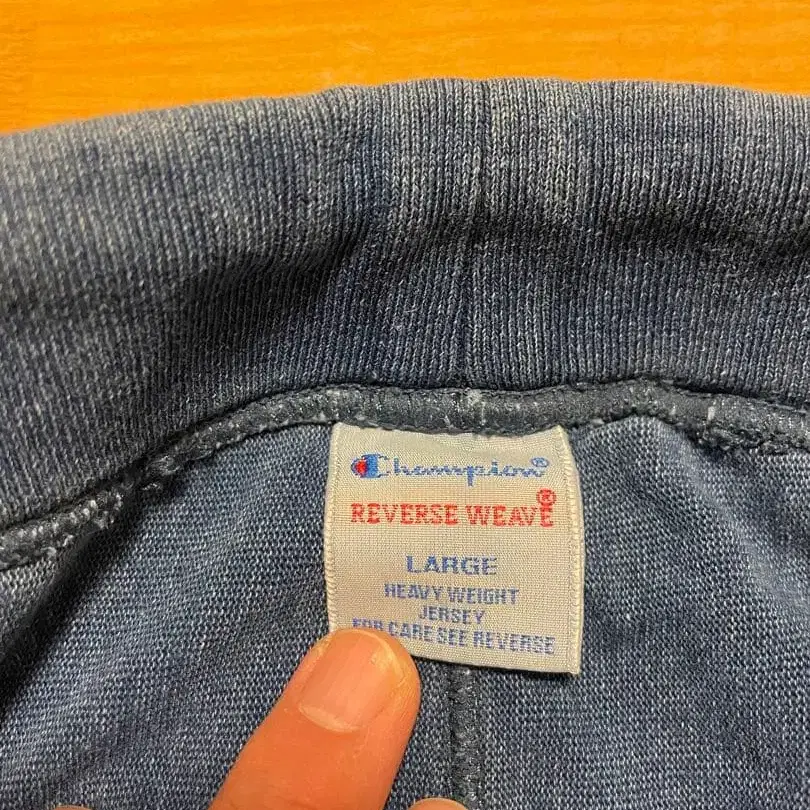 Champion®
REVERSE WEAVE®
LARGE
HEAVY WEIGHT
JERSEY
FOR CARE SEE REVERSE